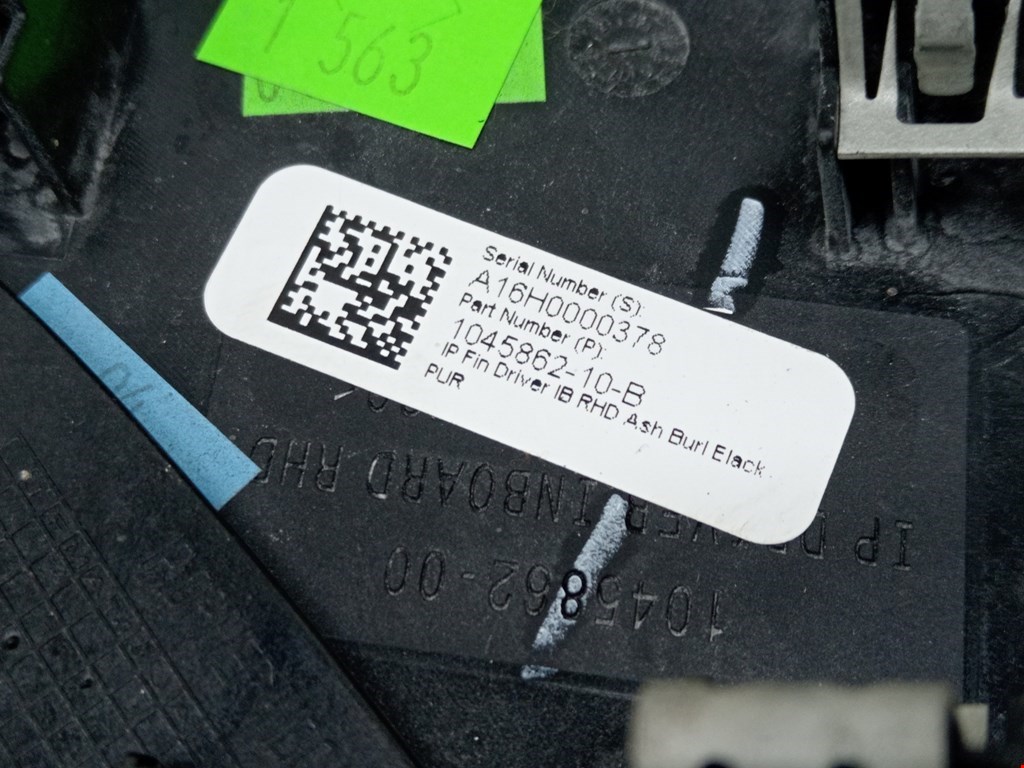 563
Serial Number (S):
A16H0000378
Part Number (P):
1045862-10-B
IP Fin Driver IB RHD Ash Burl Elack
PUR
IP DRIVER INBOARD RHD
1045862-00